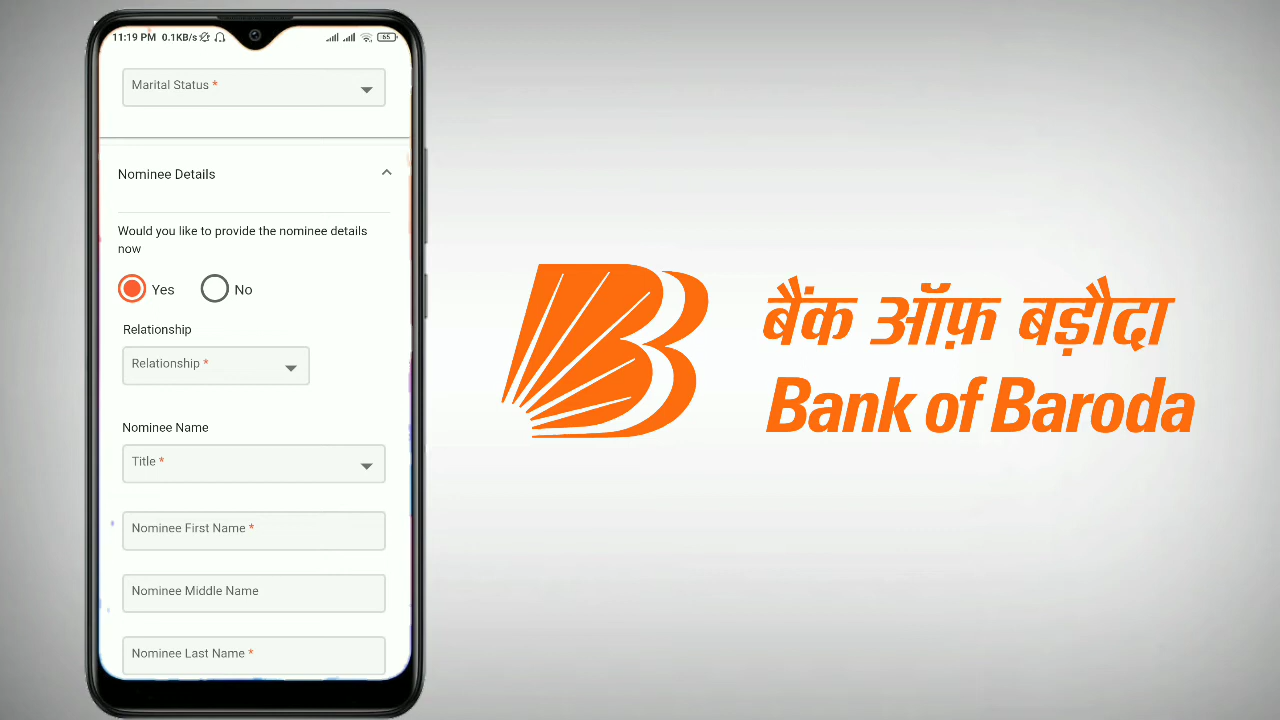 11:19 PM 0.1KB/s 65
Marital Status *
Nominee Details
Would you like to provide the nominee details
now
Yes No
Relationship
Relationship *
Nominee Name
Title *
Nominee First Name *
Nominee Middle Name
Nominee Last Name *
बैंक ऑफ़ बड़ौदा
Bank of Baroda